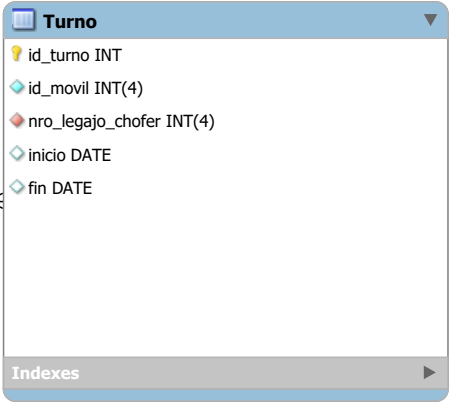 Turno
id_turno INT
id_movil INT(4)
nro_legajo_chofer INT(4)
inicio DATE
fin DATE
Indexes